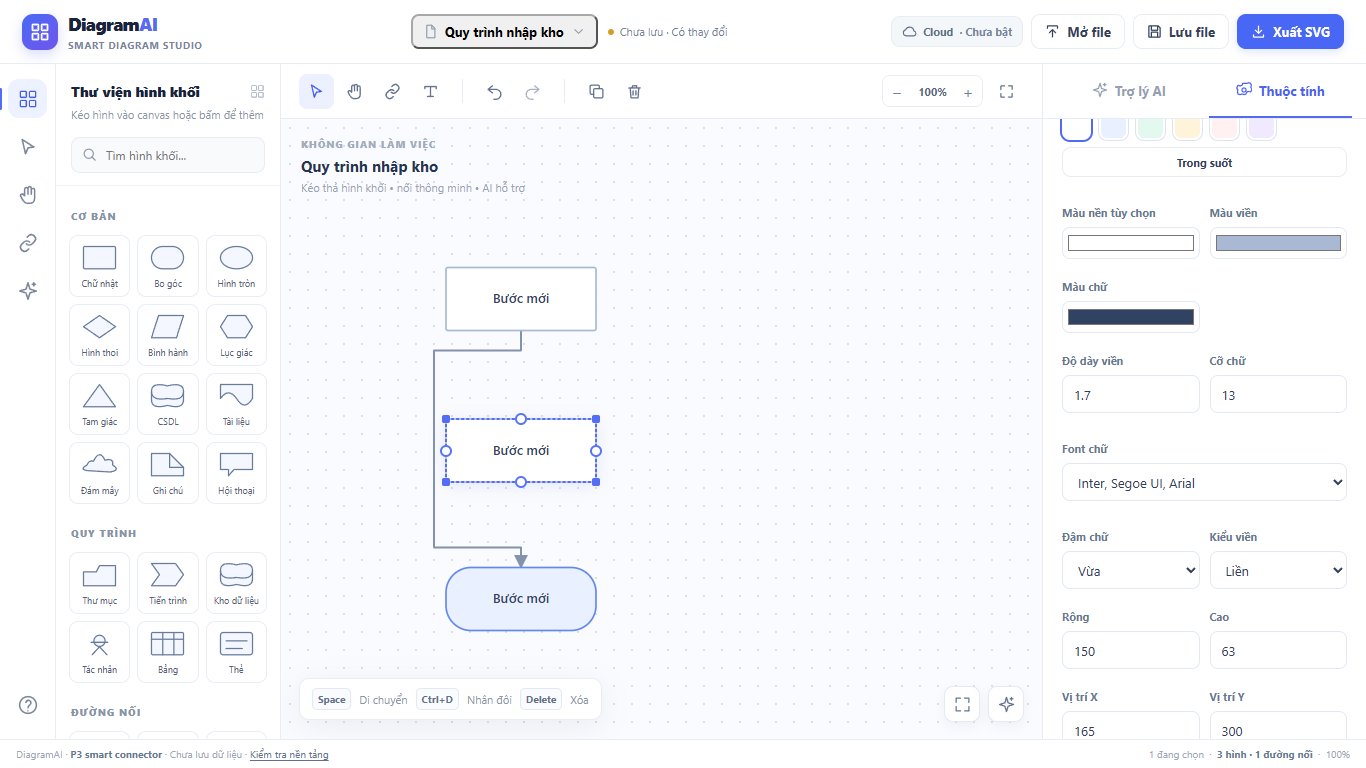 DiagramAI
SMART DIAGRAM STUDIO
Quy trình nhập kho
Chưa lưu · Có thay đổi
Cloud · Chưa bật
Mở file
Lưu file
Xuất SVG
Thư viện hình khối
Kéo hình vào canvas hoặc bấm để thêm
Tìm hình khối...
CƠ BẢN
Chữ nhật
Bo góc
Hình tròn
Hình thoi
Bình hành
Lục giác
Tam giác
CSDL
Tài liệu
Đám mây
Ghi chú
Hội thoại
QUY TRÌNH
Thư mục
Tiến trình
Kho dữ liệu
Tác nhân
Bảng
Thẻ
ĐƯỜNG NỐI
100%
KHÔNG GIAN LÀM VIỆC
Quy trình nhập kho
Kéo thả hình khối • nối thông minh • AI hỗ trợ
Bước mới
Bước mới
Bước mới
Space Di chuyển Ctrl+D Nhân đôi Delete Xóa
Trợ lý AI
Thuộc tính
Trong suốt
Màu nền tùy chọn
Màu viền
Màu chữ
Độ dày viền
Cỡ chữ
1.7
13
Font chữ
Inter, Segoe UI, Arial
Đậm chữ
Kiểu viền
Vừa
Liền
Rộng
Cao
150
63
Vị trí X
Vị trí Y
165
300
DiagramAI · P3 smart connector · Chưa lưu dữ liệu · Kiểm tra nền tảng
1 đang chọn · 3 hình • 1 đường nối · 100%